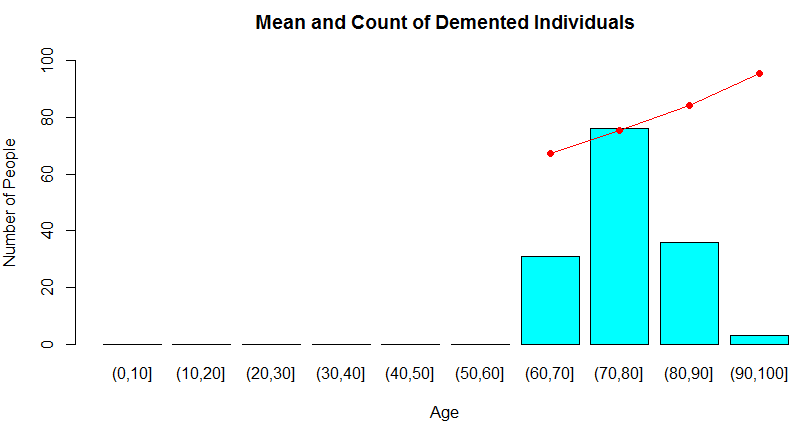 Mean and Count of Demented Individuals
Number of People
100
80
60
40
20
0
(0,10] (10,20] (20,30] (30,40] (40,50] (50,60] (60,70] (70,80] (80,90] (90,100]
Age